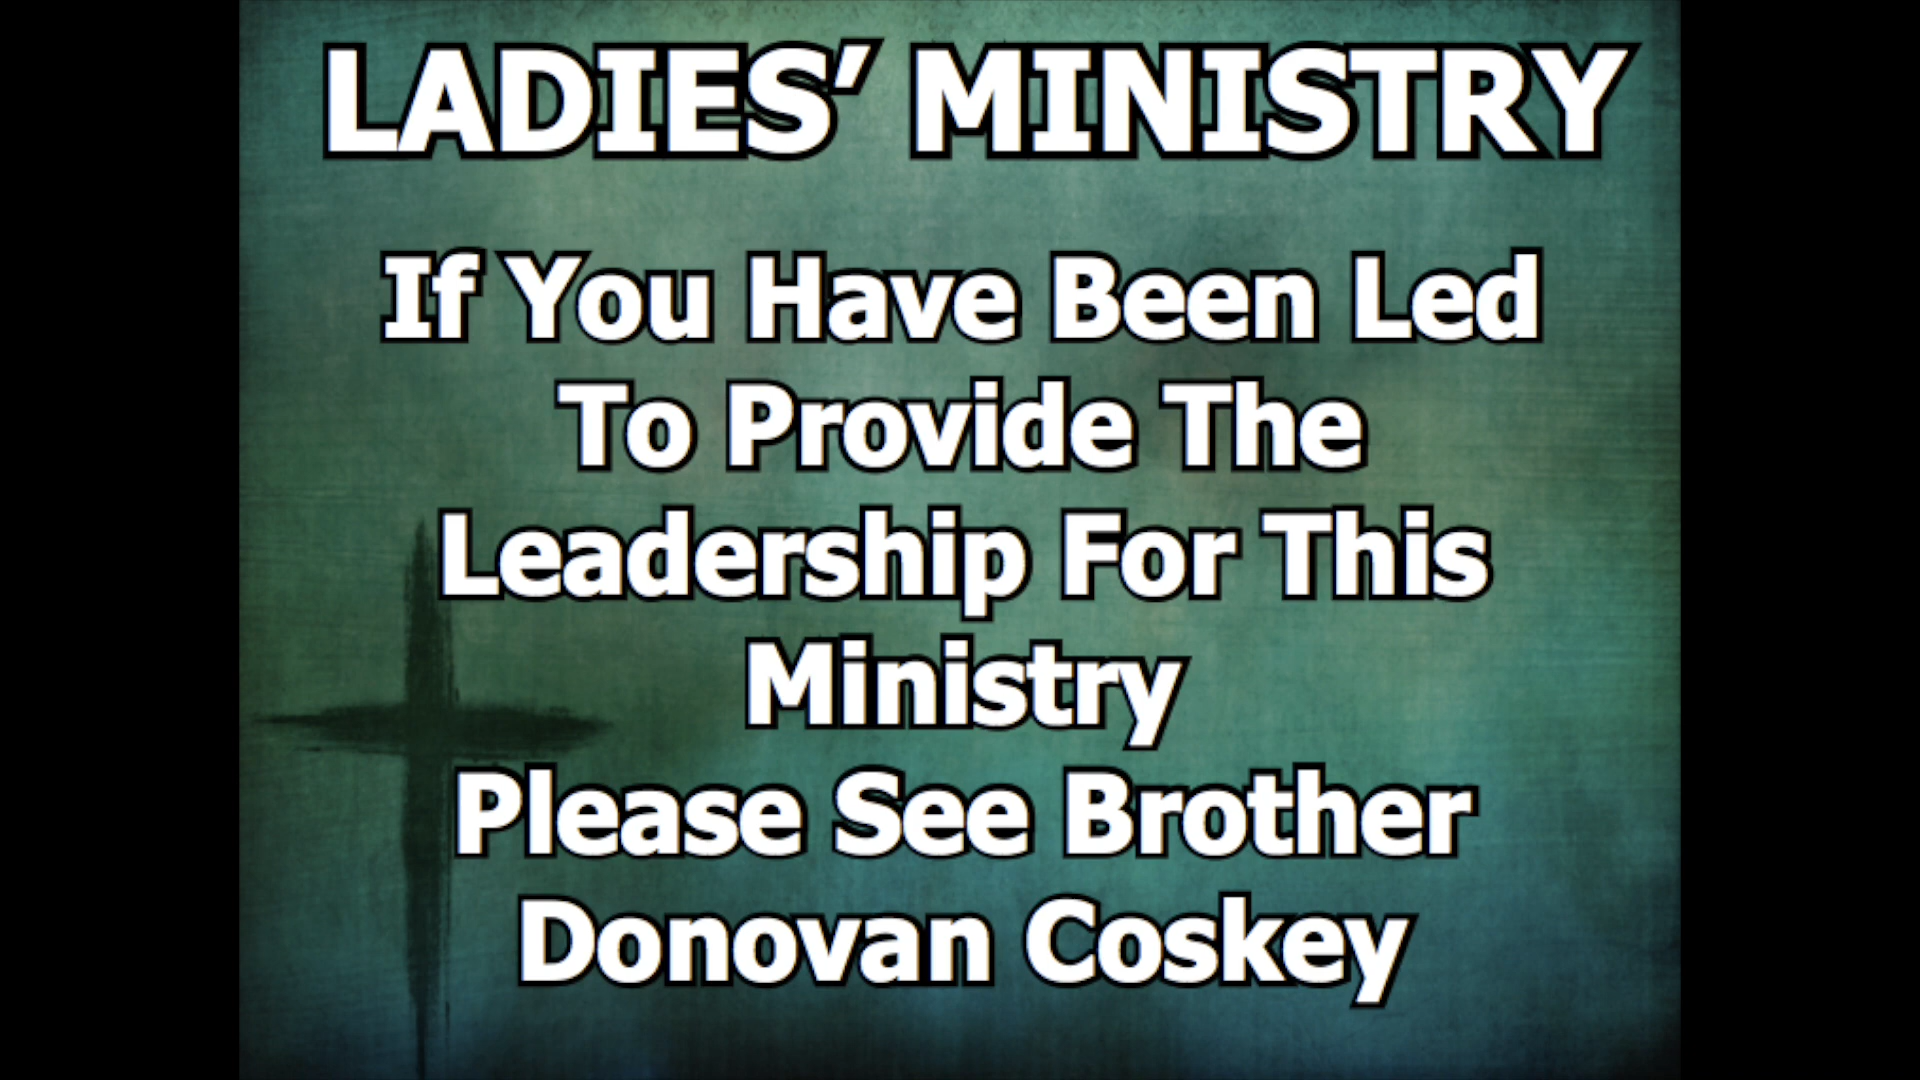 LADIES’ MINISTRY
If You Have Been Led
To Provide The
Leadership For This
Ministry
Please See Brother
Donovan Coskey